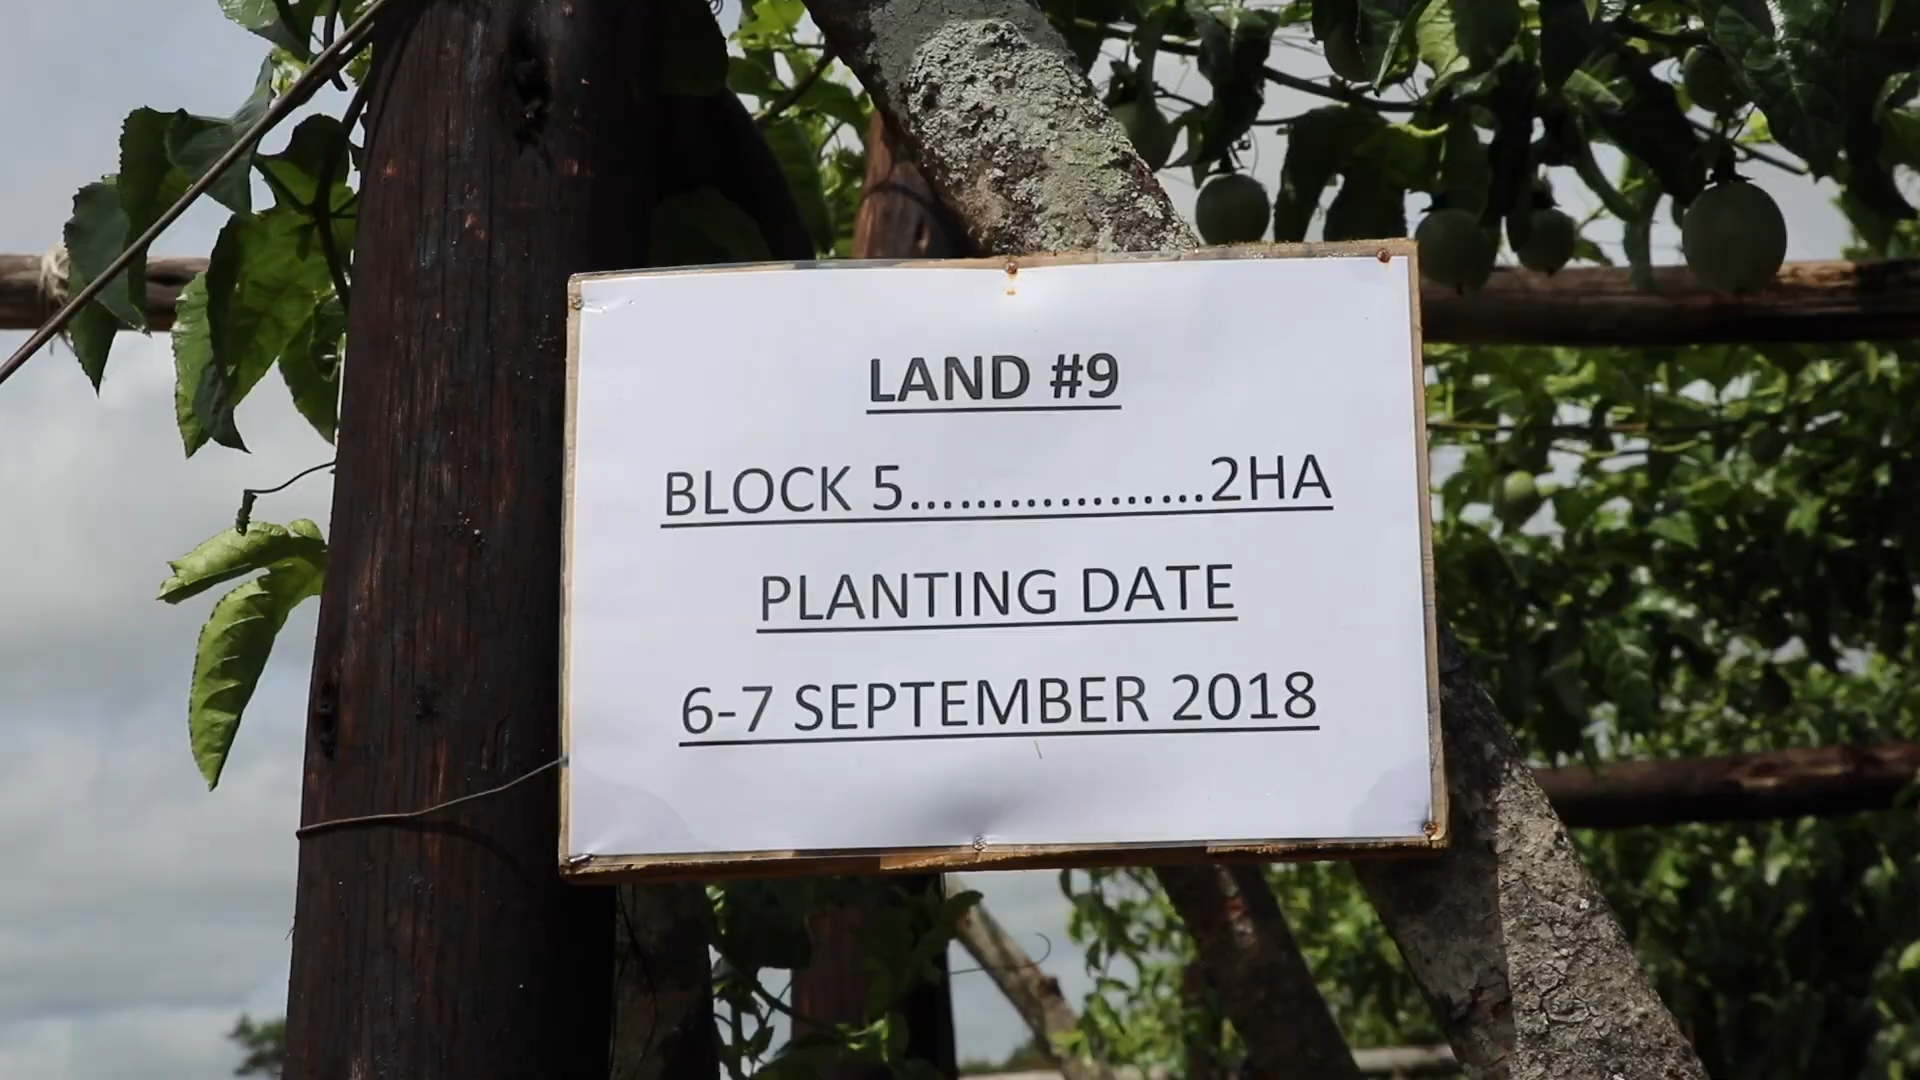 LAND #9
BLOCK 5..................2HA
PLANTING DATE
6-7 SEPTEMBER 2018